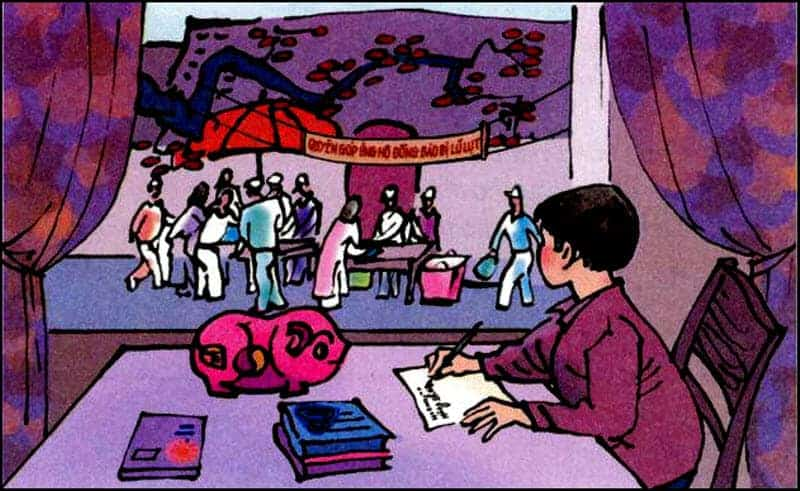 QUYÊN GÓP ỦNG HỘ ĐỒNG BÀO BỊ LŨ LỤT